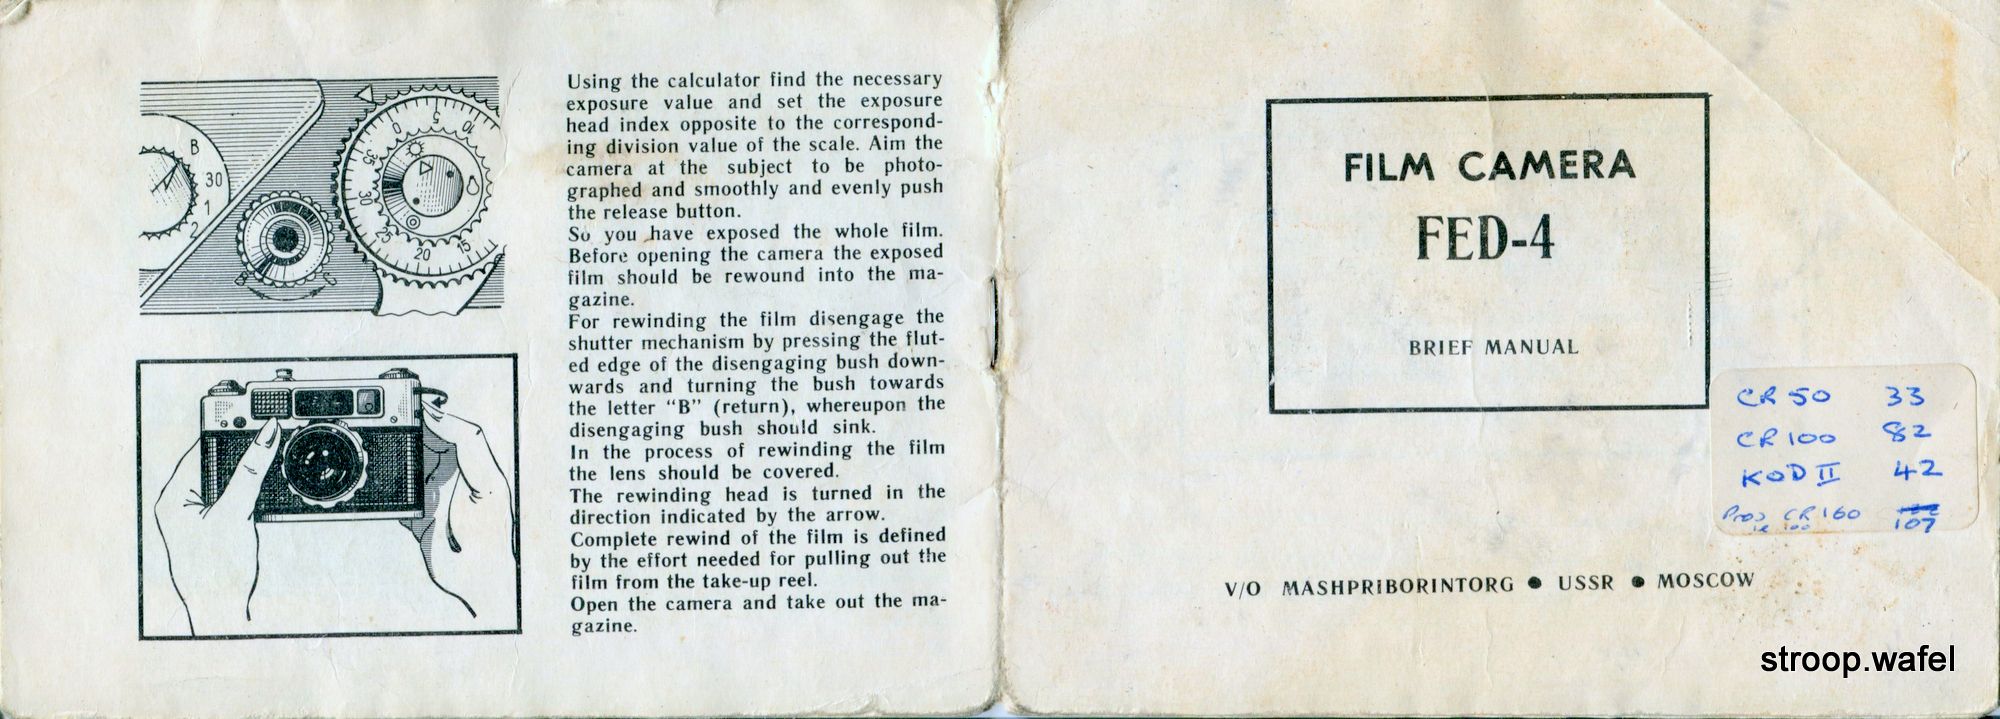 Using the calculator find the necessary
exposure value and set the exposure
head index opposite to the correspond-
ing division value of the scale. Aim the
camera at the subject to be photo-
graphed and smoothly and evenly push
the release button.
So you have exposed the whole film.
Before opening the camera the exposed
film should be rewound into the ma-
gazine.
For rewinding the film disengage the
shutter mechanism by pressing the flut-
ed edge of the disengaging bush down-
wards and turning the bush towards
the letter “B” (return), whereupon the
disengaging bush should sink.
In the process of rewinding the film
the lens should be covered.
The rewinding head is turned in the
direction indicated by the arrow.
Complete rewind of the film is defined
by the effort needed for pulling out the
film from the take-up reel.
Open the camera and take out the ma-
gazine.
B
30
1
2
0
5
10
15
20
25
30
35
FILM CAMERA
FED-4
BRIEF MANUAL
CR 50 33
CR 100 82
KOD II 42
CR 160
107
V/O MASHPRIBORINTORG ● USSR ● MOSCOW
stroop.wafel